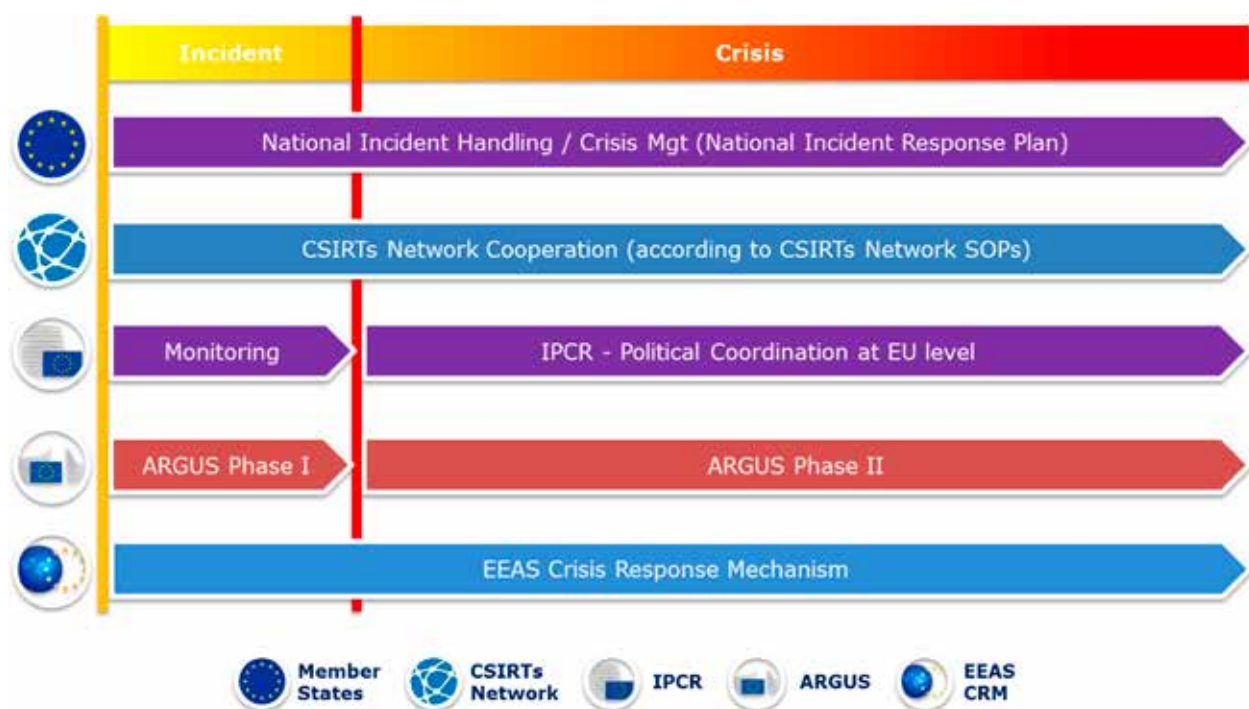 Incident
Crisis
National Incident Handling / Crisis Mgt (National Incident Response Plan)
CSIRTs Network Cooperation (according to CSIRTs Network SOPs)
Monitoring
IPCR - Political Coordination at EU level
ARGUS Phase I
ARGUS Phase II
EEAS Crisis Response Mechanism
Member
States
CSIRTs
Network
IPCR
ARGUS
EEAS
CRM